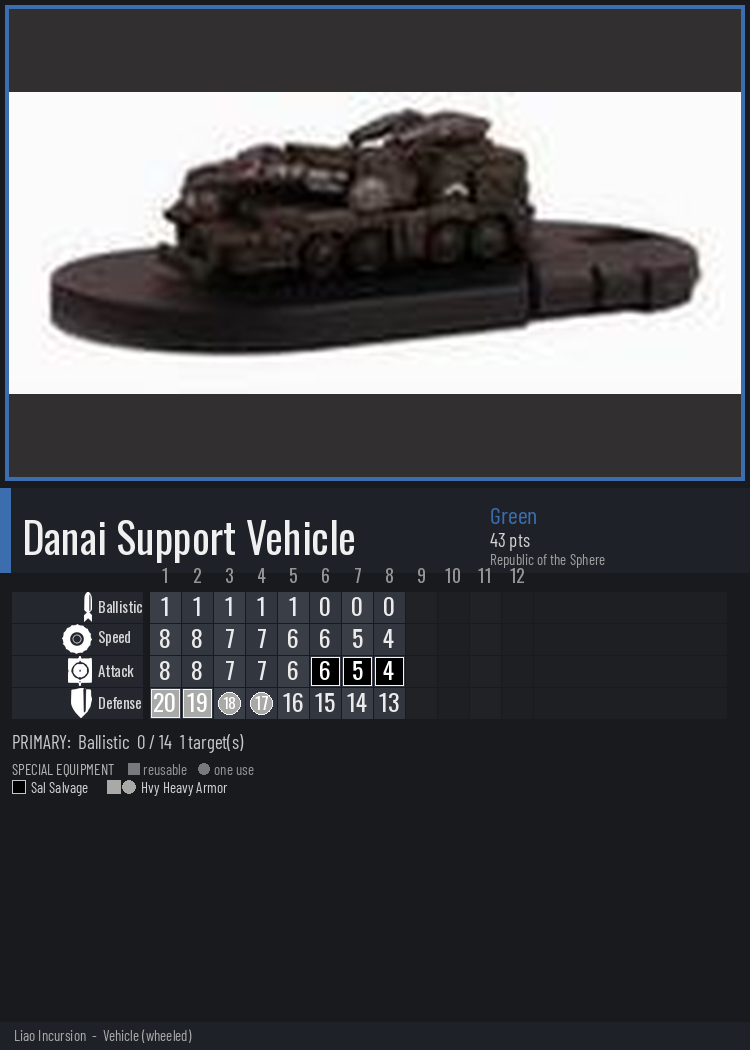 Danai Support Vehicle
Green
43 pts
Republic of the Sphere
1 2 3 4 5 6 7 8 9 10 11 12
Ballistic 1 1 1 1 1 0 0 0
Speed 8 8 7 7 6 6 5 4
Attack 8 8 7 7 6 6 5 4
Defense 20 19 18 17 16 15 14 13
PRIMARY: Ballistic 0 / 14 1 target(s)
SPECIAL EQUIPMENT reusable one use
Sal Salvage Hvy Heavy Armor
Liao Incursion - Vehicle (wheeled)